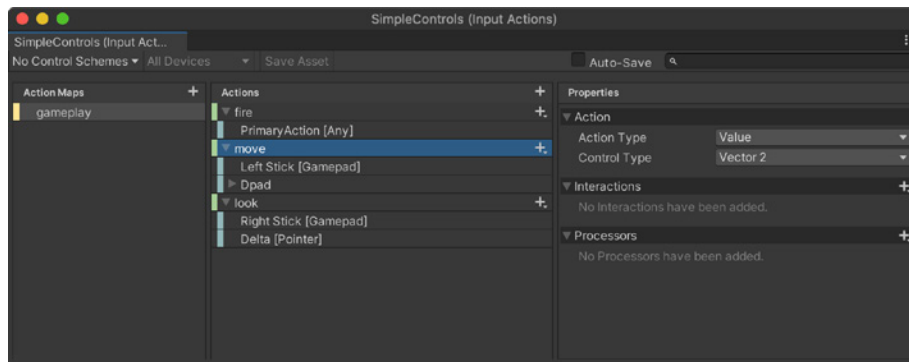 SimpleControls (Input Actions)
SimpleControls (Input Act...
No Control Schemes All Devices Save Asset Auto-Save
Action Maps +
gameplay
Actions +
fire +
PrimaryAction [Any]
move +
Left Stick [Gamepad]
Dpad
look +
Right Stick [Gamepad]
Delta [Pointer]
Properties
Action
Action Type Value
Control Type Vector 2
Interactions +
No Interactions have been added.
Processors +
No Processors have been added.